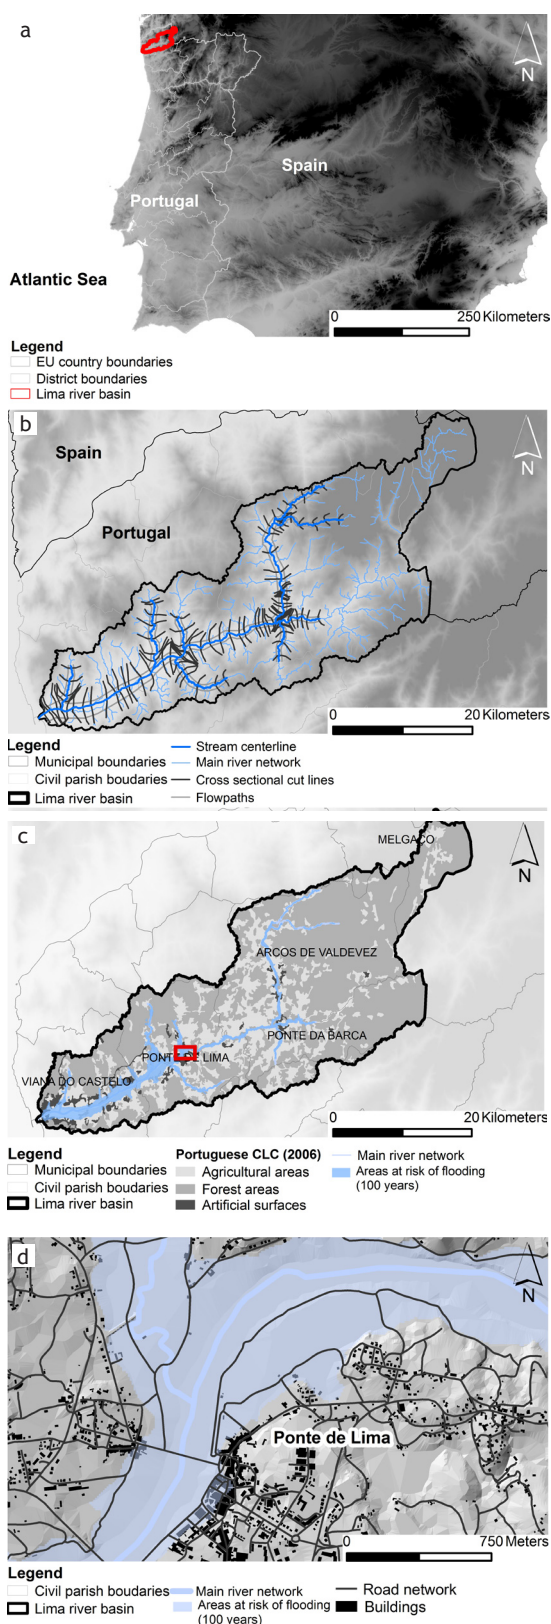 a
N
Spain
Portugal
Atlantic Sea
0 250 Kilometers
Legend
EU country boundaries
District boundaries
Lima river basin
b
Spain
N
Portugal
0 20 Kilometers
Legend
Municipal boundaries
Civil parish boudaries
Lima river basin
Stream centerline
Main river network
Cross sectional cut lines
Flowpaths
c
MELGAÇO
N
ARCOS DE VALDEVEZ
PONTE DA BARCA
PONTE DE LIMA
VIANA DO CASTELO
0 20 Kilometers
Legend
Municipal boundaries
Civil parish boudaries
Lima river basin
Portuguese CLC (2006)
Agricultural areas
Forest areas
Artificial surfaces
Main river network
Areas at risk of flooding
(100 years)
d
N
Ponte de Lima
0 750 Meters
Legend
Civil parish boundaries
Lima river basin
Main river network
Areas at risk of flooding
(100 years)
Road network
Buildings